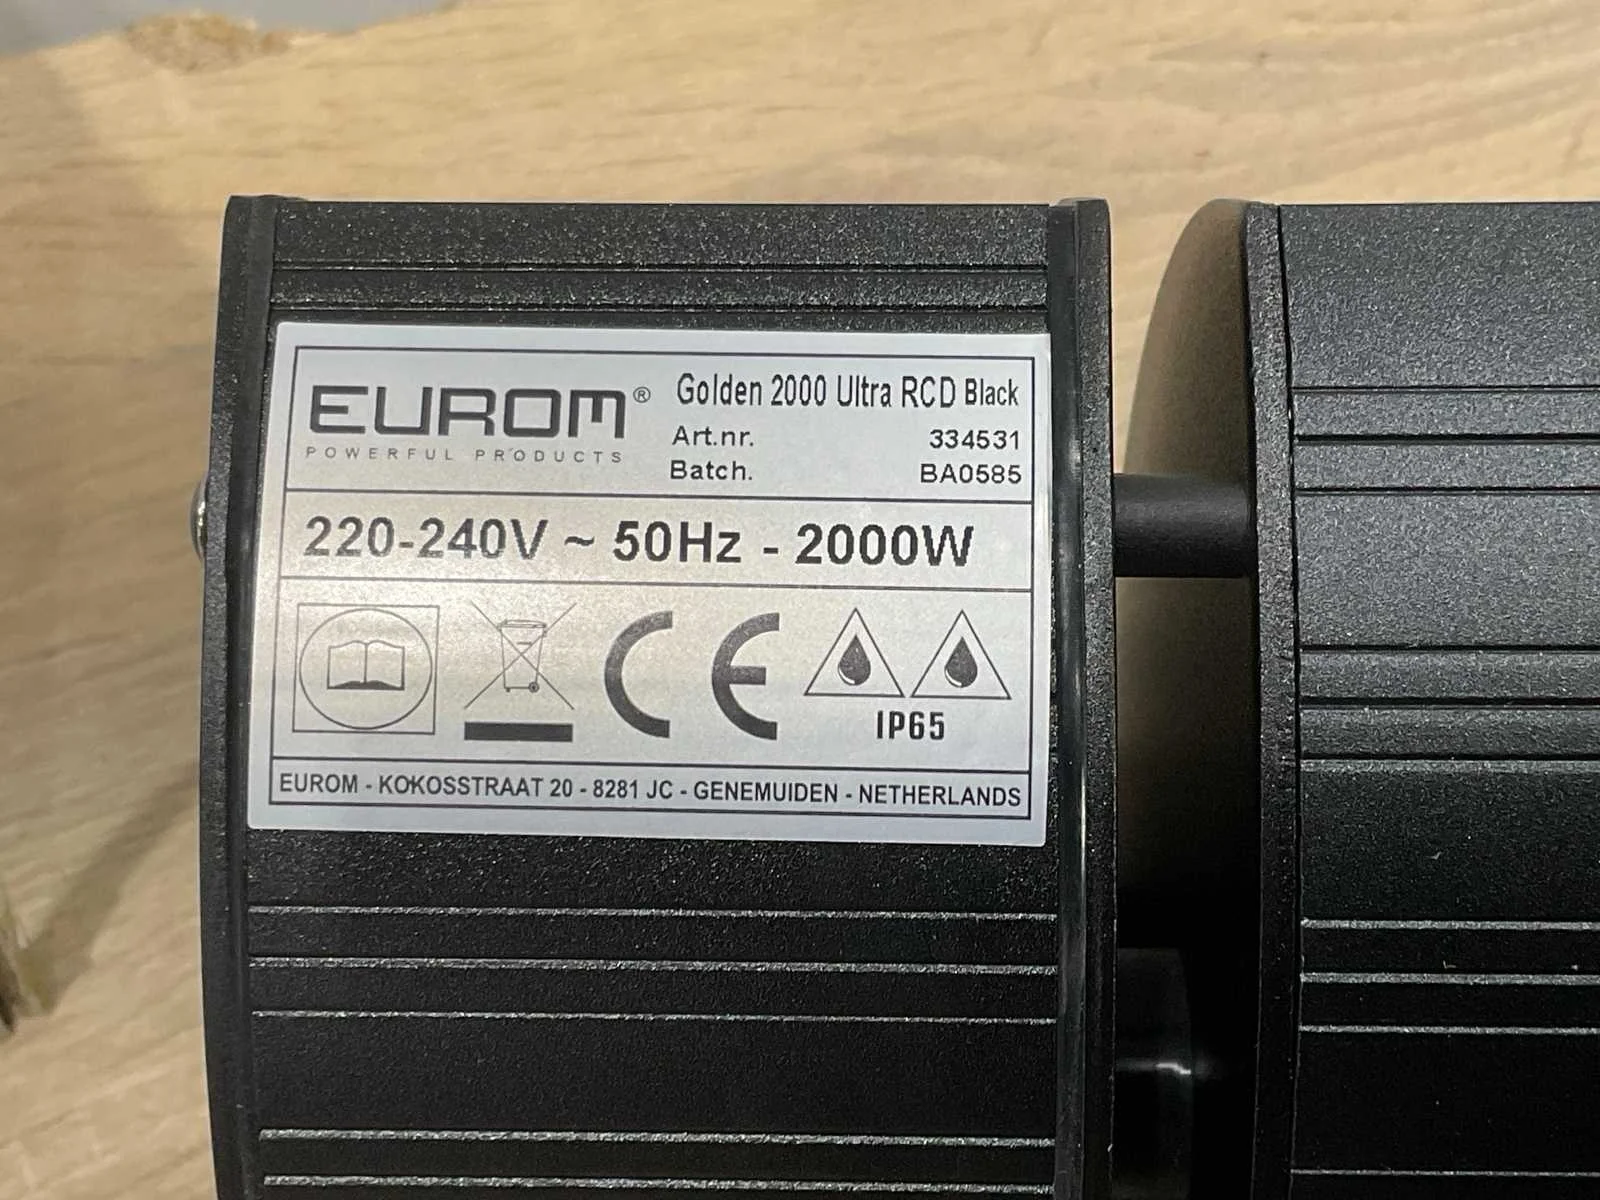 EUROM®
POWERFUL PRODUCTS
Golden 2000 Ultra RCD Black
Art.nr. 334531
Batch. BA0585
220-240V ~ 50Hz - 2000W
CE
IP65
EUROM - KOKOSSTRAAT 20 - 8281 JC - GENEMUIDEN - NETHERLANDS